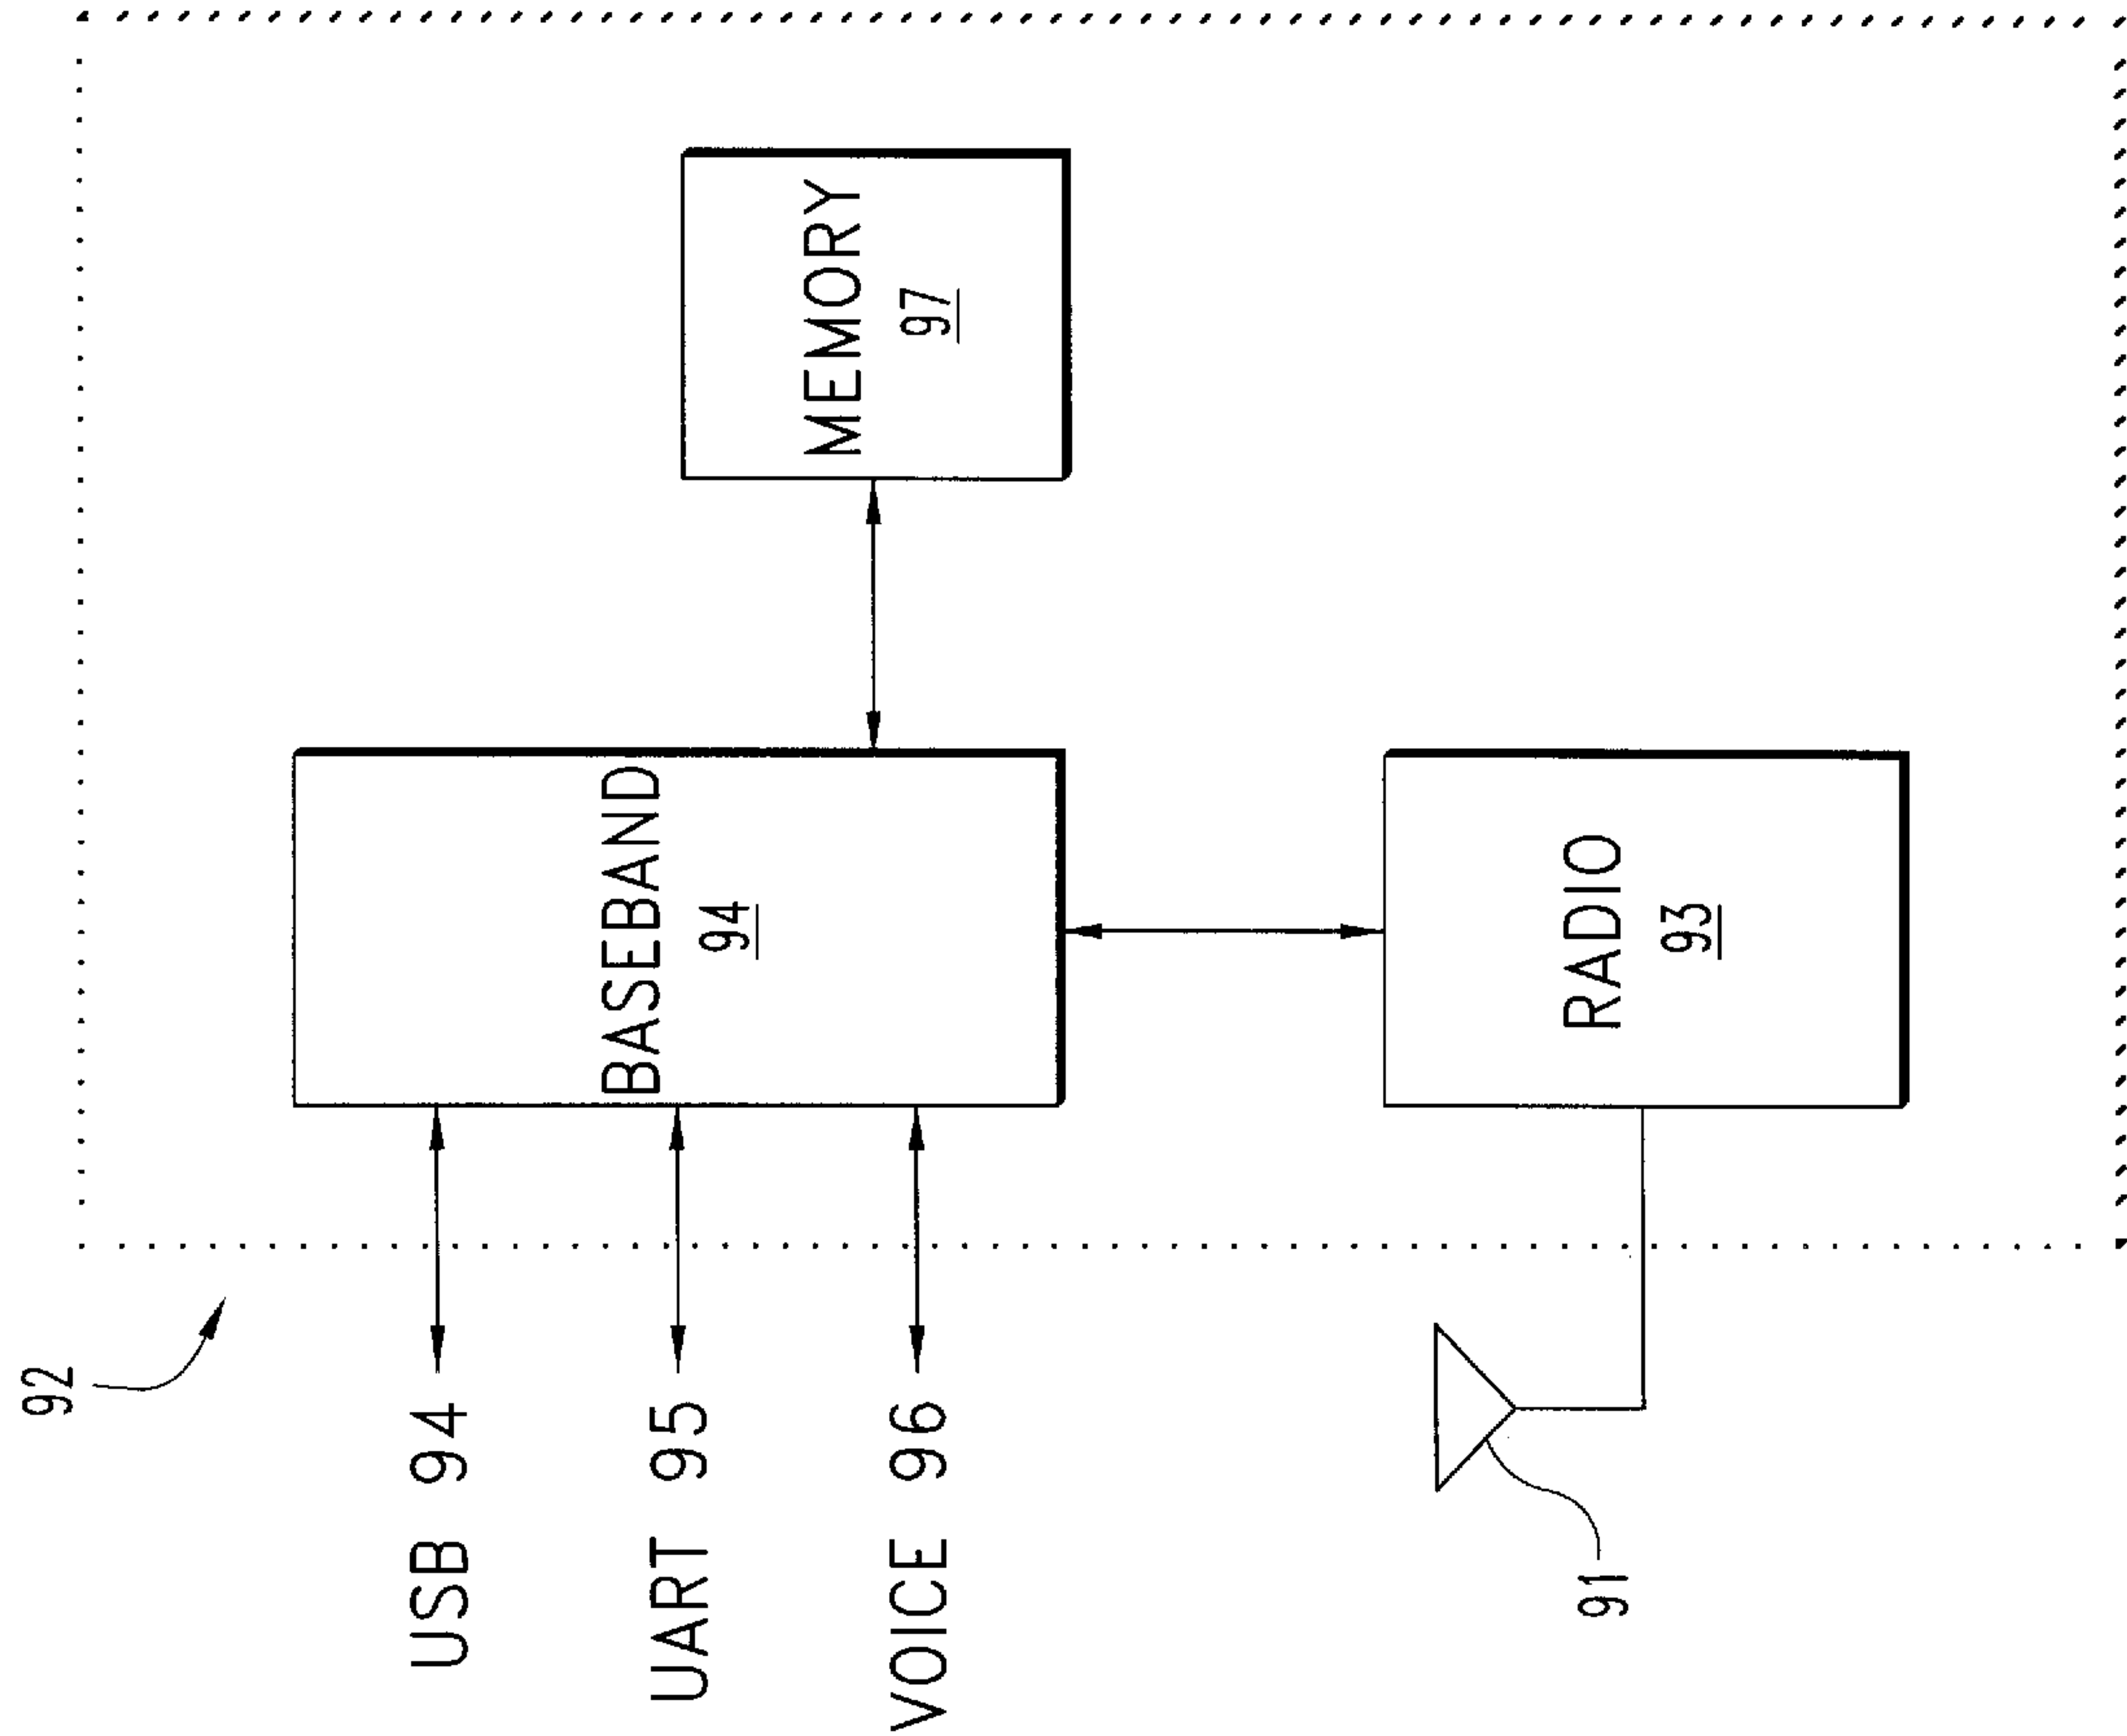 92
USB 94
UART 95
VOICE 96
BASEBAND
94
MEMORY
97
RADIO
93
91